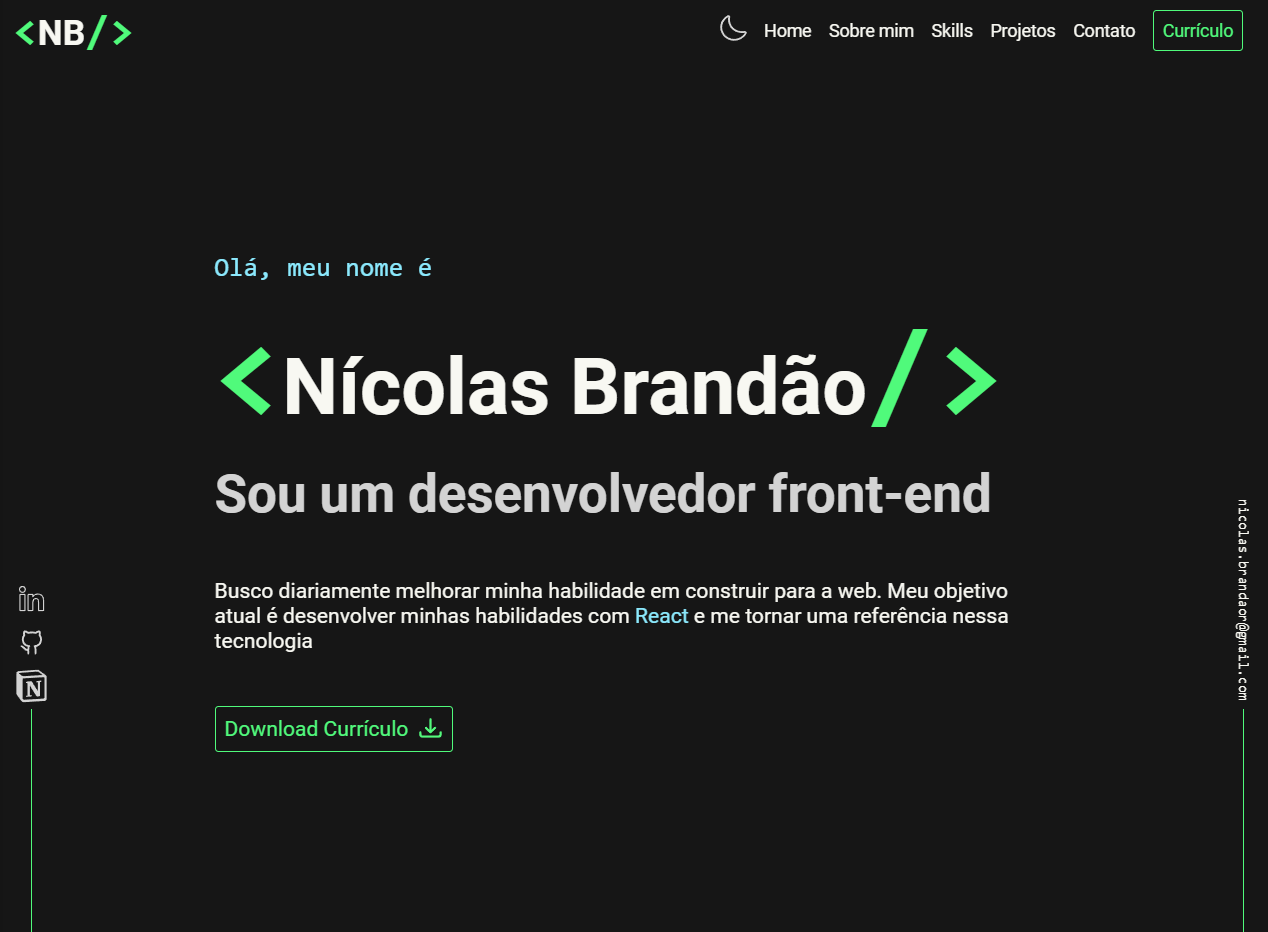 <NB/>
Home Sobre mim Skills Projetos Contato Currículo
Olá, meu nome é
<Nícolas Brandão/>
Sou um desenvolvedor front-end
Busco diariamente melhorar minha habilidade em construir para a web. Meu objetivo
atual é desenvolver minhas habilidades com React e me tornar uma referência nessa
tecnologia
Download Currículo
in
N
nicolas.brandaor@gmail.com